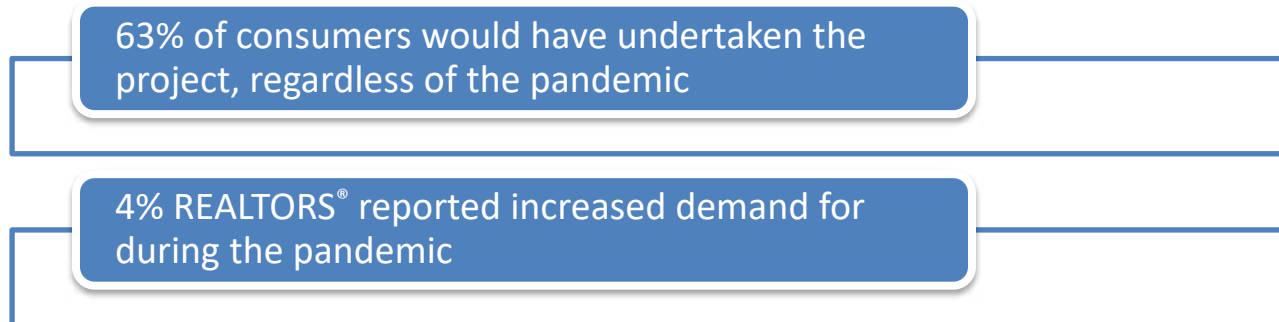 63% of consumers would have undertaken the
project, regardless of the pandemic
4% REALTORS® reported increased demand for
during the pandemic